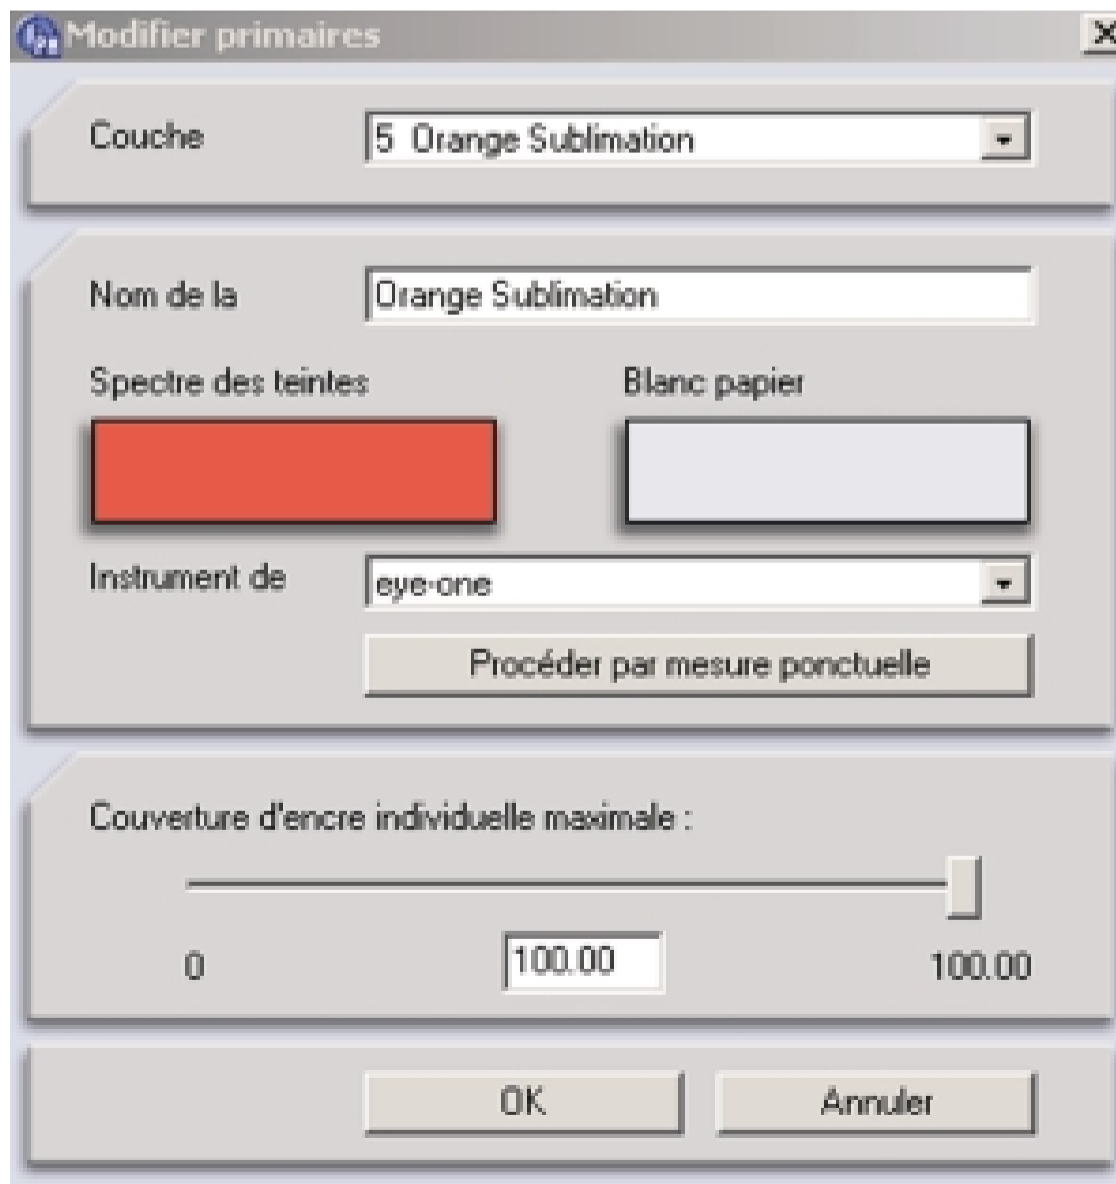 Modifier primaires
Couche
5 Orange Sublimation
Nom de la
Orange Sublimation
Spectre des teintes
Blanc papier
Instrument de
eye-one
Procéder par mesure ponctuelle
Couverture d'encre individuelle maximale :
0
100.00
100.00
OK
Annuler